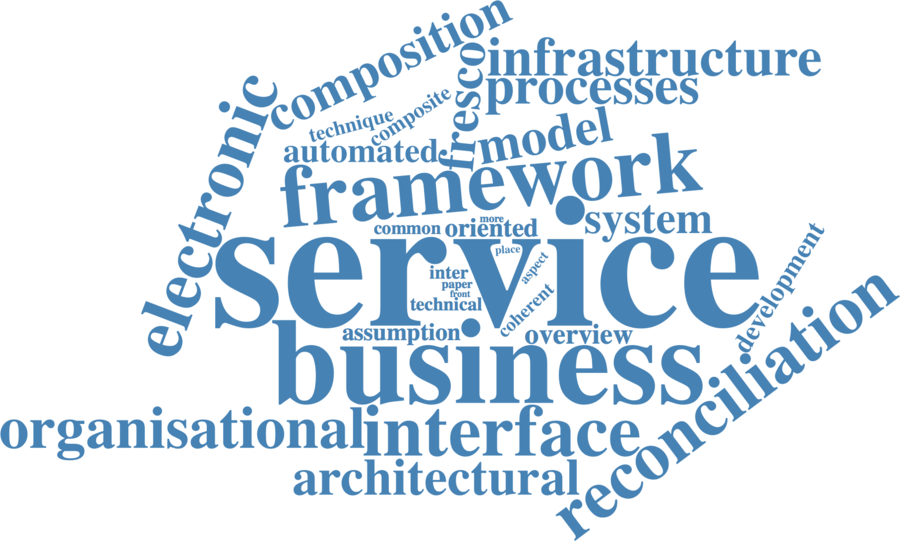 composition
infrastructure
processes
fresco
electronic
technique
composite
automated
model
framework
more
common
oriented
system
service
place
inter
aspect
paper
front
technical
coherent
development
assumption
overview
business
reconciliation
organisational
interface
architectural